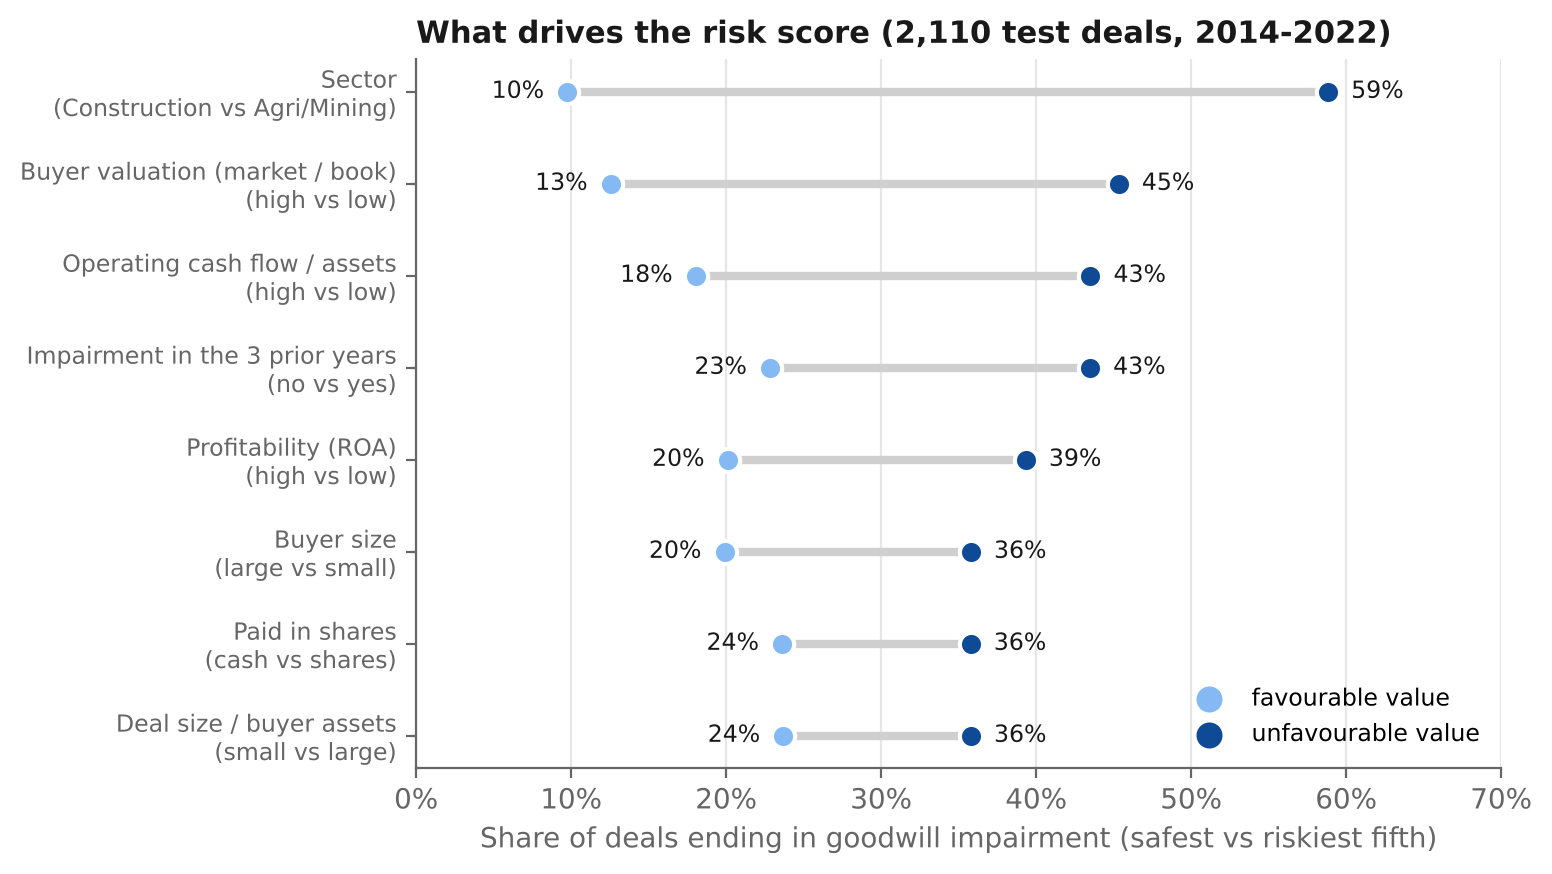 What drives the risk score (2,110 test deals, 2014-2022)
Sector
(Construction vs Agri/Mining)
10%
59%
Buyer valuation (market / book)
(high vs low)
13%
45%
Operating cash flow / assets
(high vs low)
18%
43%
Impairment in the 3 prior years
(no vs yes)
23%
43%
Profitability (ROA)
(high vs low)
20%
39%
Buyer size
(large vs small)
20%
36%
Paid in shares
(cash vs shares)
24%
36%
Deal size / buyer assets
(small vs large)
24%
36%
favourable value
unfavourable value
0% 10% 20% 30% 40% 50% 60% 70%
Share of deals ending in goodwill impairment (safest vs riskiest fifth)